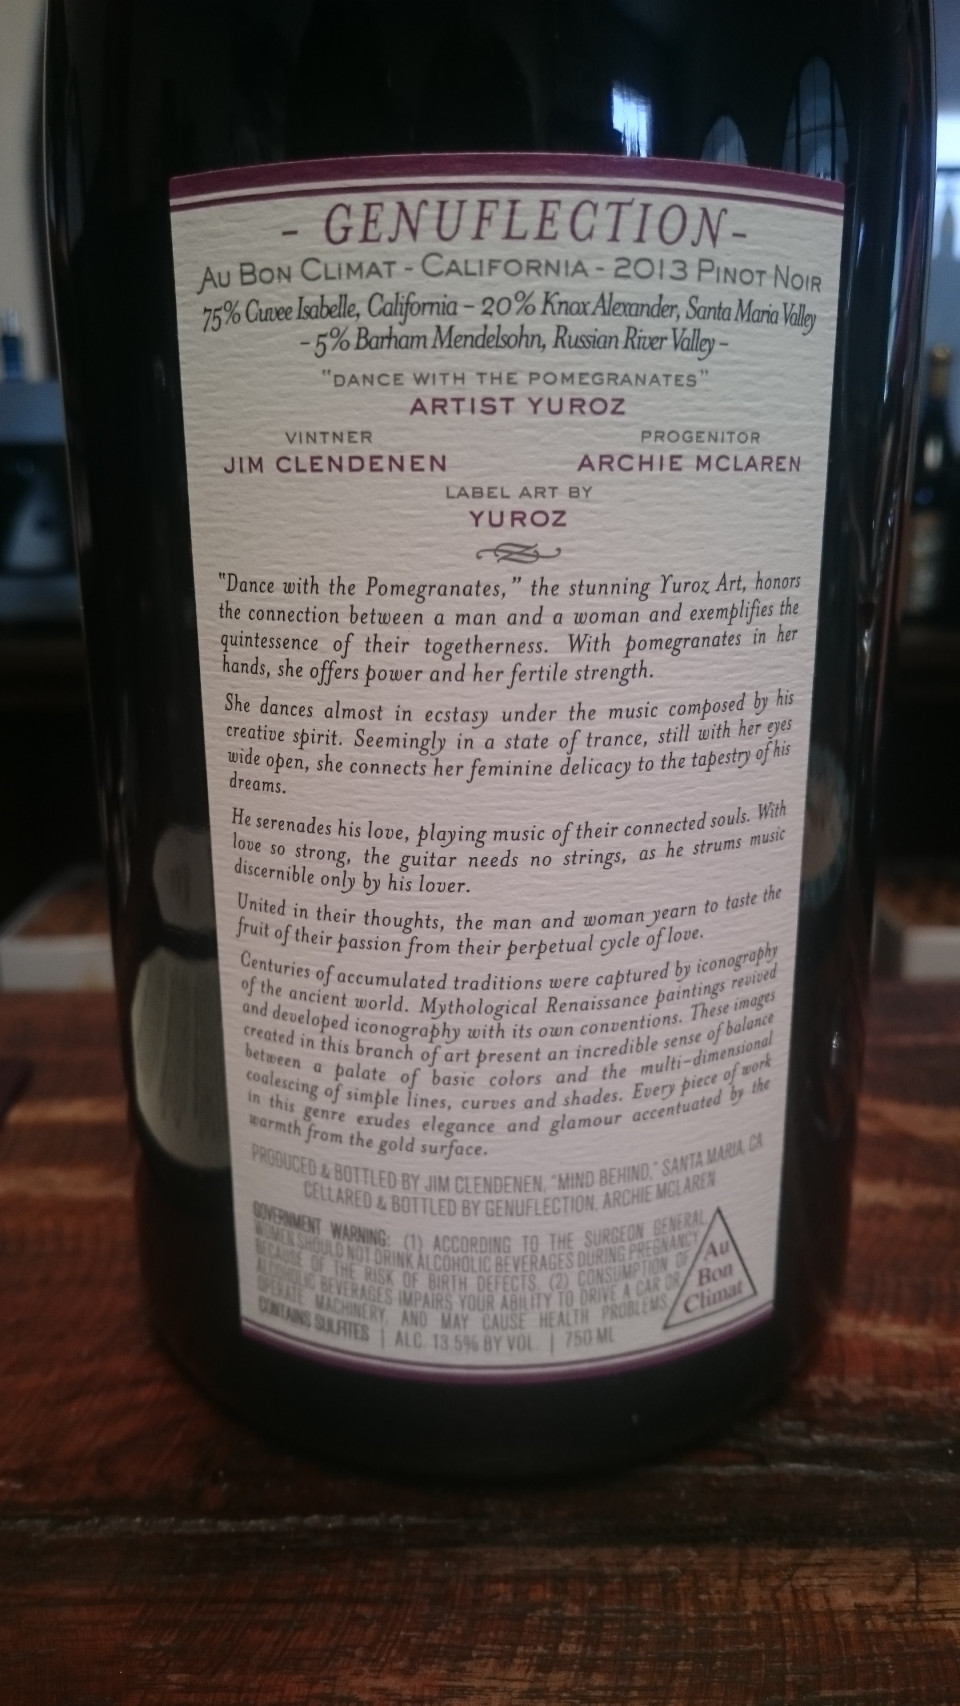 - GENUFLECTION -
AU BON CLIMAT - CALIFORNIA - 2013 PINOT NOIR
75% Cuvee Isabelle, California - 20% Knox Alexander, Santa Maria Valley
- 5% Barham Mendelsohn, Russian River Valley -
"DANCE WITH THE POMEGRANATES"
ARTIST YUROZ
VINTNER PROGENITOR
JIM CLENDENEN ARCHIE MCLAREN
LABEL ART BY
YUROZ
"Dance with the Pomegranates," the stunning Yuroz Art, honors
the connection between a man and a woman and exemplifies the
quintessence of their togetherness. With pomegranates in her
hands, she offers power and her fertile strength.
She dances almost in ecstasy under the music composed by his
creative spirit. Seemingly in a state of trance, still with her eyes
wide open, she connects her feminine delicacy to the tapestry of his
dreams.
He serenades his love, playing music of their connected souls. With
love so strong, the guitar needs no strings, as he strums music
discernible only by his lover.
United in their thoughts, the man and woman yearn to taste the
fruit of their passion from their perpetual cycle of love.
Centuries of accumulated traditions were captured by iconography
of the ancient world. Mythological Renaissance paintings revived
and developed iconography with its own conventions. These images
created in this branch of art present an incredible sense of balance
between a palate of basic colors and the multi-dimensional
coalescing of simple lines, curves and shades. Every piece of work
in this genre exudes elegance and glamour accentuated by the
warmth from the gold surface.
PRODUCED & BOTTLED BY JIM CLENDENEN, "MIND BEHIND," SANTA MARIA, CA
CELLARED & BOTTLED BY GENUFLECTION, ARCHIE MCLAREN
GOVERNMENT WARNING: (1) ACCORDING TO THE SURGEON GENERAL,
WOMEN SHOULD NOT DRINK ALCOHOLIC BEVERAGES DURING PREGNANCY
BECAUSE OF THE RISK OF BIRTH DEFECTS. (2) CONSUMPTION OF
ALCOHOLIC BEVERAGES IMPAIRS YOUR ABILITY TO DRIVE A CAR OR
OPERATE MACHINERY, AND MAY CAUSE HEALTH PROBLEMS.
CONTAINS SULFITES | ALC. 13.5% BY VOL. | 750 ML
Au
Bon
Climat